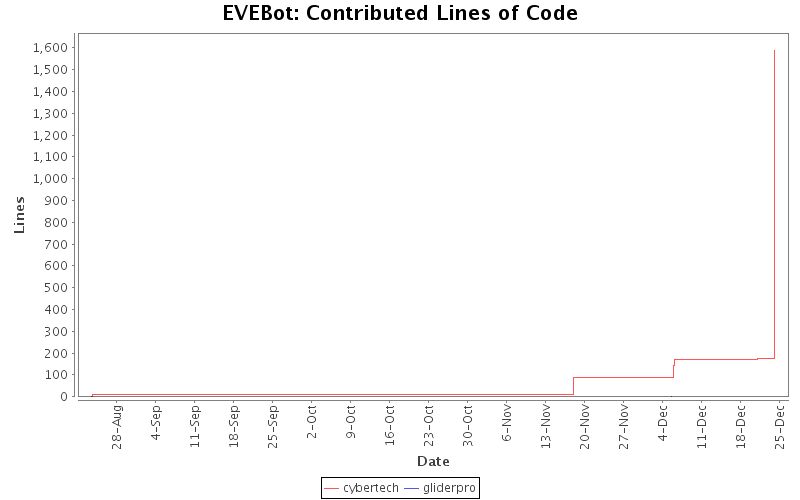 EVEBot: Contributed Lines of Code
Lines
1,600
1,500
1,400
1,300
1,200
1,100
1,000
900
800
700
600
500
400
300
200
100
0
28-Aug
4-Sep
11-Sep
18-Sep
25-Sep
2-Oct
9-Oct
16-Oct
23-Oct
30-Oct
6-Nov
13-Nov
20-Nov
27-Nov
4-Dec
11-Dec
18-Dec
25-Dec
Date
cybertech gliderpro